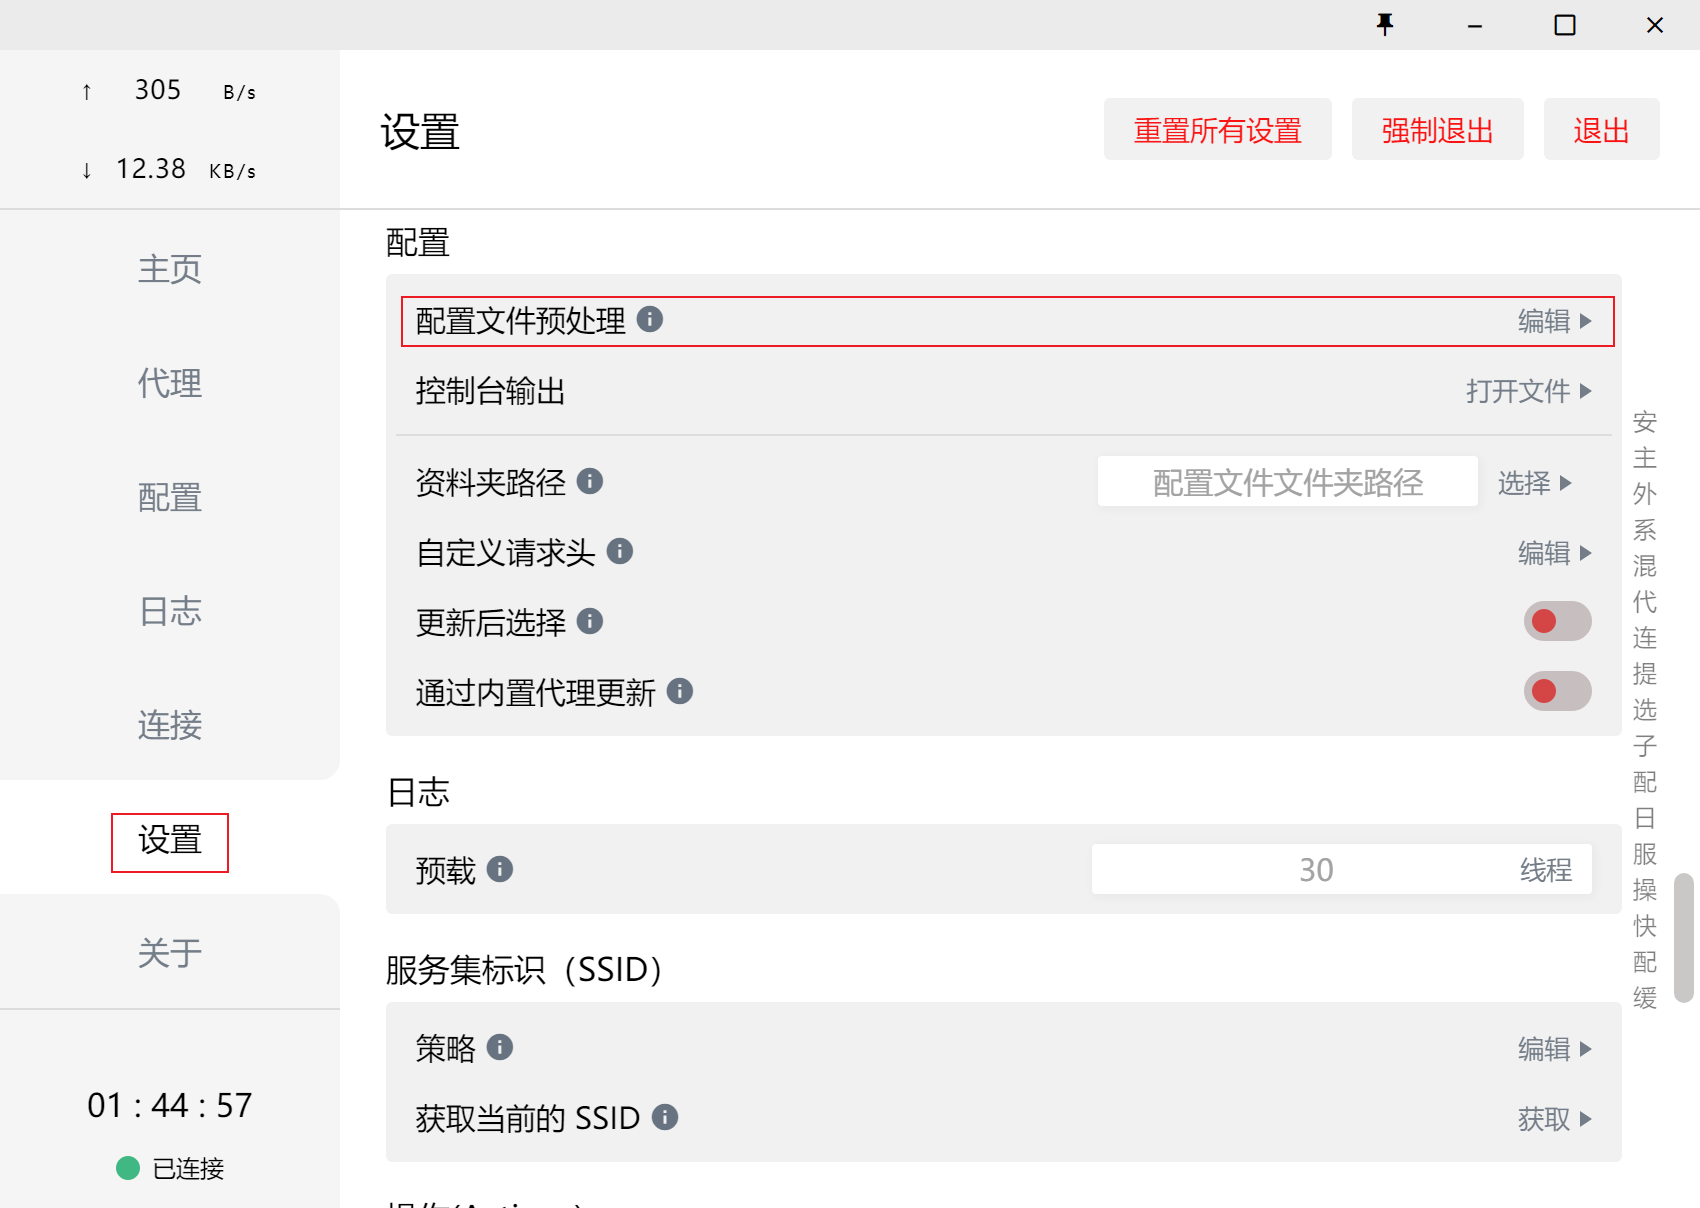 ↑ 305 B/s
↓ 12.38 KB/s
主页
代理
配置
日志
连接
设置
关于
01 : 44 : 57
已连接
设置
重置所有设置
强制退出
退出
配置
配置文件预处理
编辑
控制台输出
打开文件
资料夹路径
配置文件文件夹路径
选择
自定义请求头
编辑
更新后选择
通过内置代理更新
日志
预载
30
线程
服务集标识（SSID）
策略
编辑
获取当前的 SSID
获取
安
主
外
系
混
代
连
提
选
子
配
日
服
操
快
配
缓